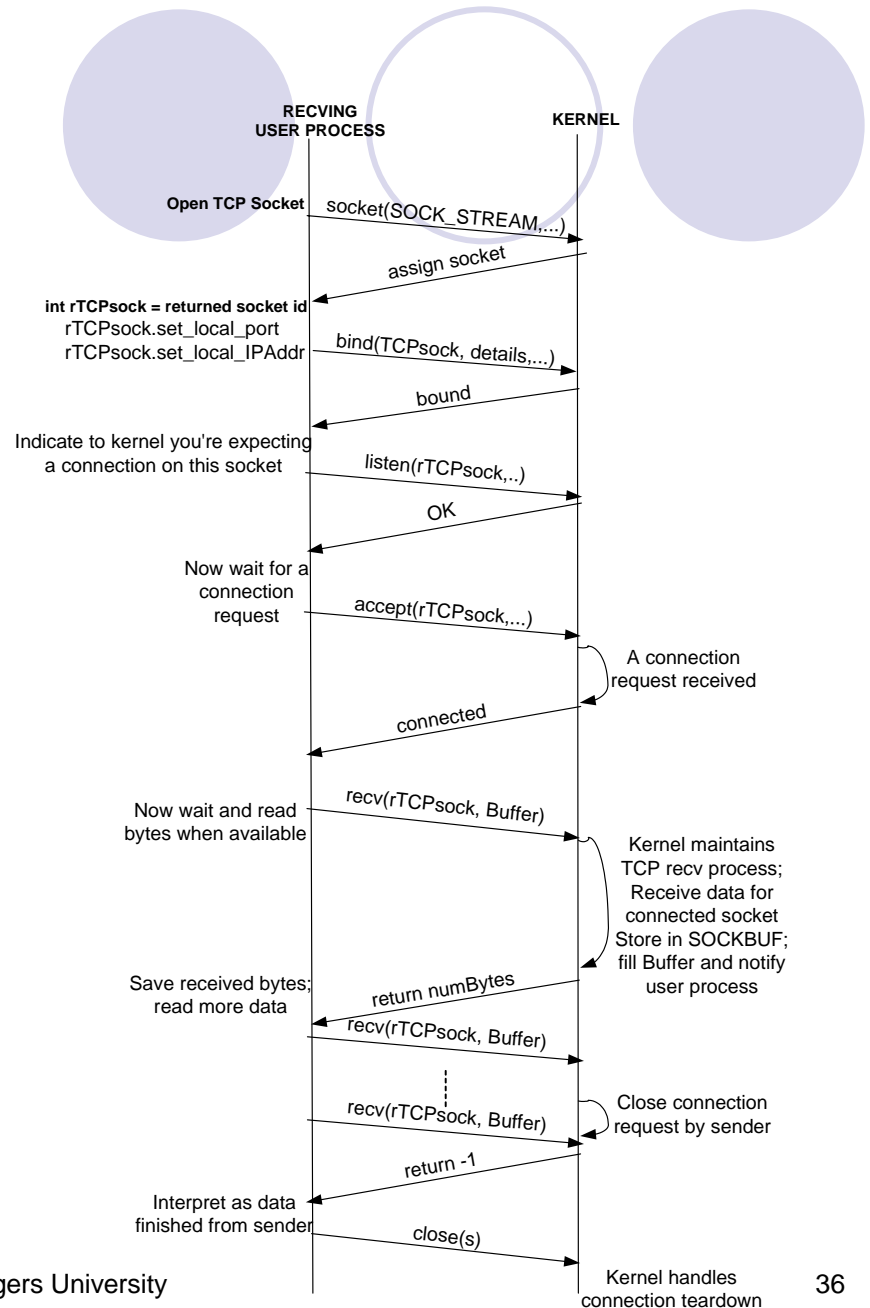 RECVING
USER PROCESS
KERNEL
Open TCP Socket
socket(SOCK_STREAM,...)
assign socket
int rTCPsock = returned socket id
rTCPsock.set_local_port
rTCPsock.set_local_IPAddr
bind(TCPsock, details,...)
bound
Indicate to kernel you're expecting
a connection on this socket
listen(rTCPsock,..)
OK
Now wait for a
connection
request
accept(rTCPsock,...)
A connection
request received
connected
Now wait and read
bytes when available
recv(rTCPsock, Buffer)
Kernel maintains
TCP recv process;
Receive data for
connected socket
Store in SOCKBUF;
fill Buffer and notify
user process
Save received bytes;
read more data
return numBytes
recv(rTCPsock, Buffer)
recv(rTCPsock, Buffer)
Close connection
request by sender
return -1
Interpret as data
finished from sender
close(s)
gers University
Kernel handles
connection teardown
36